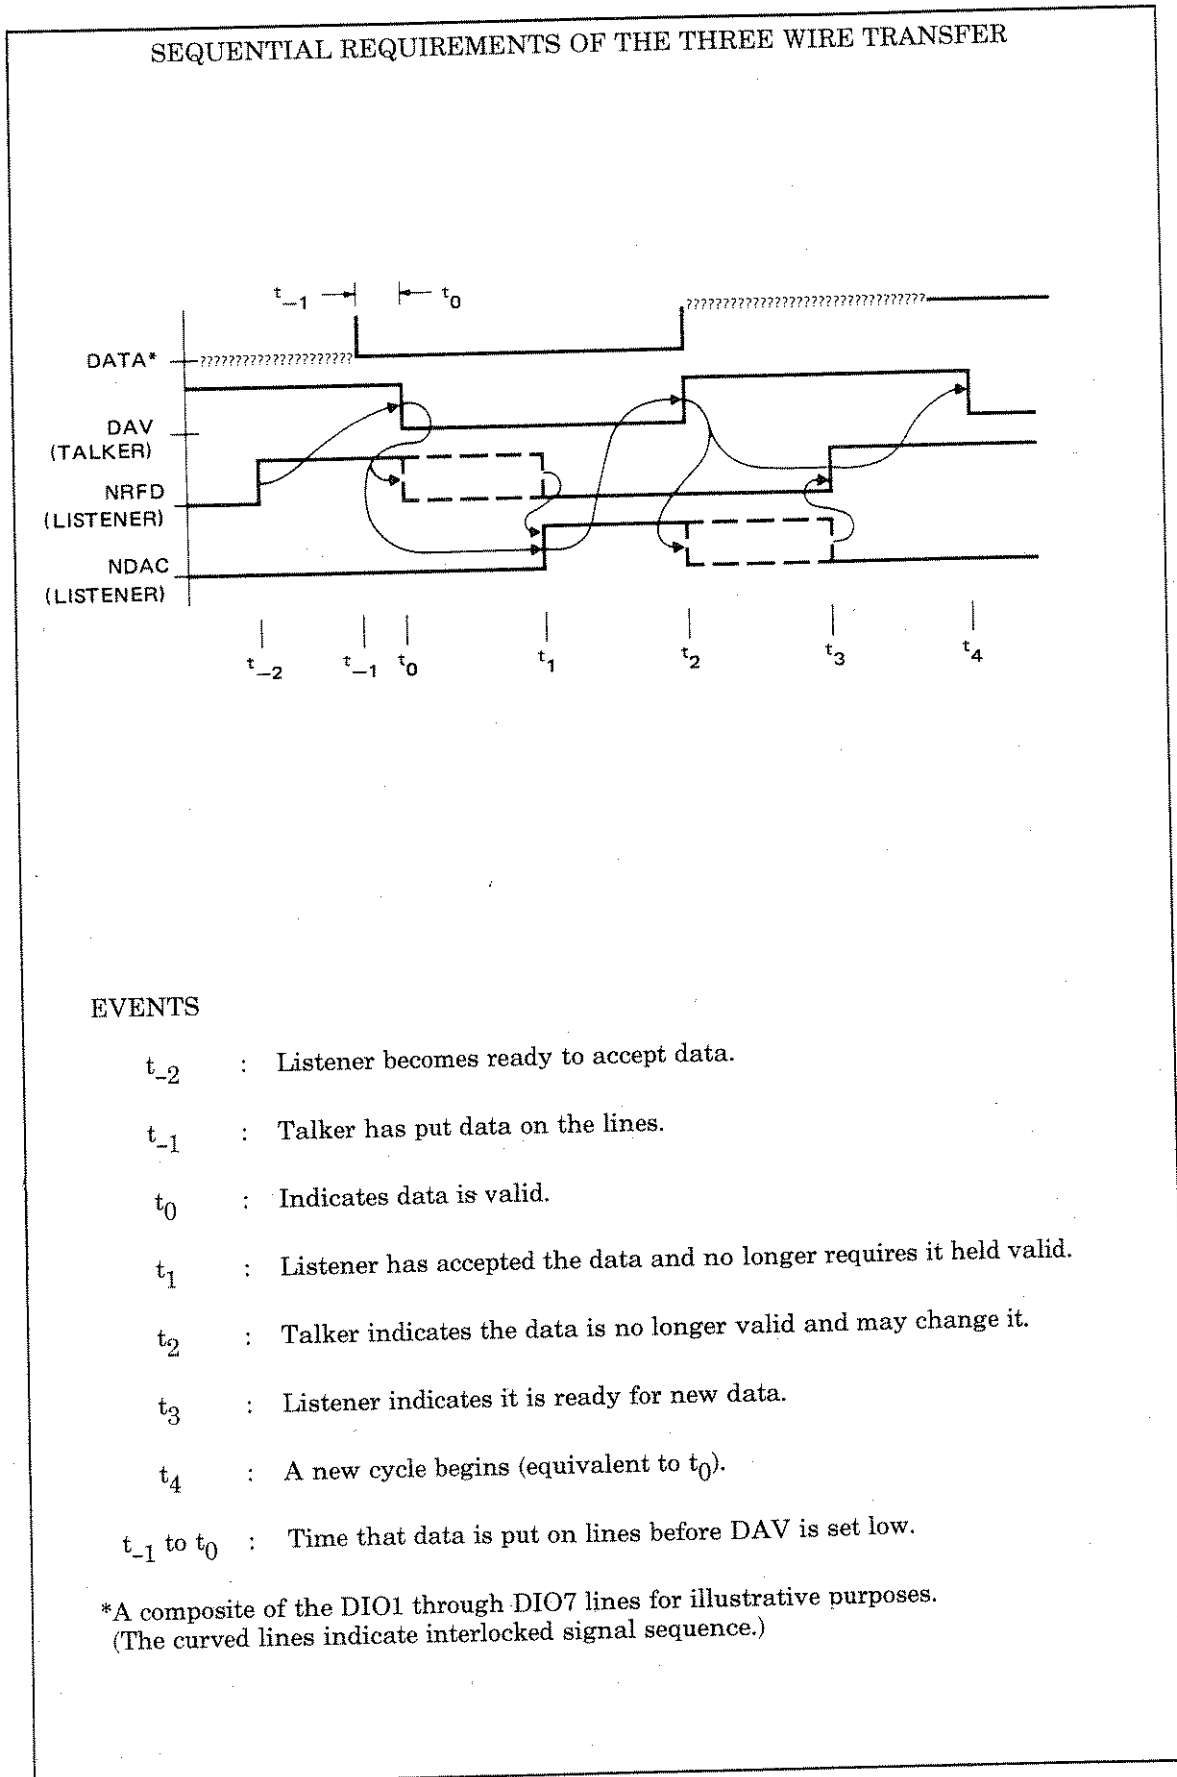 SEQUENTIAL REQUIREMENTS OF THE THREE WIRE TRANSFER
t–1
t0
DATA*
?????????????????????
?????????????????????????????????
DAV
(TALKER)
NRFD
(LISTENER)
NDAC
(LISTENER)
t–2 t–1 t0 t1 t2 t3 t4
EVENTS
t-2 : Listener becomes ready to accept data.
t-1 : Talker has put data on the lines.
t0 : Indicates data is valid.
t1 : Listener has accepted the data and no longer requires it held valid.
t2 : Talker indicates the data is no longer valid and may change it.
t3 : Listener indicates it is ready for new data.
t4 : A new cycle begins (equivalent to t0).
t-1 to t0 : Time that data is put on lines before DAV is set low.
*A composite of the DIO1 through DIO7 lines for illustrative purposes.
(The curved lines indicate interlocked signal sequence.)